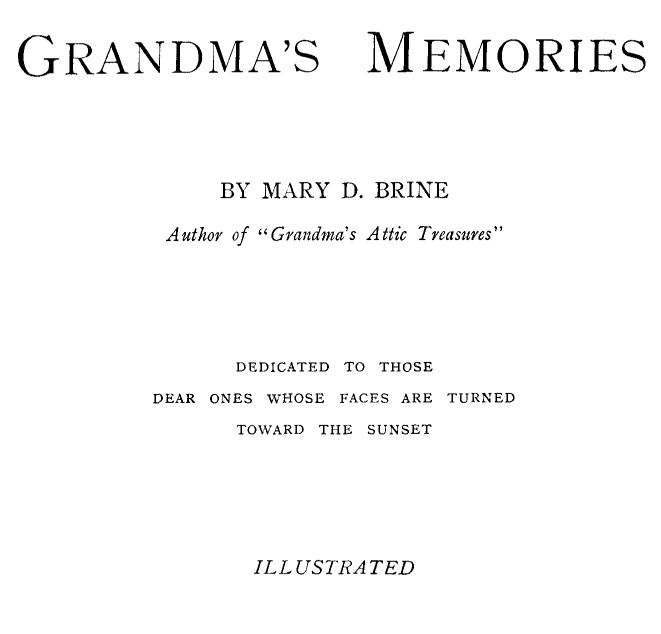 GRANDMA'S MEMORIES
BY MARY D. BRINE
Author of "Grandma's Attic Treasures"
DEDICATED TO THOSE
DEAR ONES WHOSE FACES ARE TURNED
TOWARD THE SUNSET
ILLUSTRATED